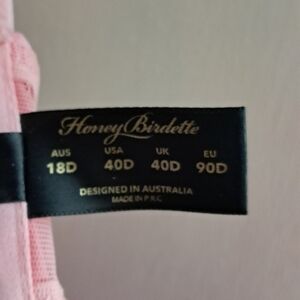 Honey Birdette
AUS USA UK EU
18D 40D 40D 90D
DESIGNED IN AUSTRALIA
MADE IN P.R.C